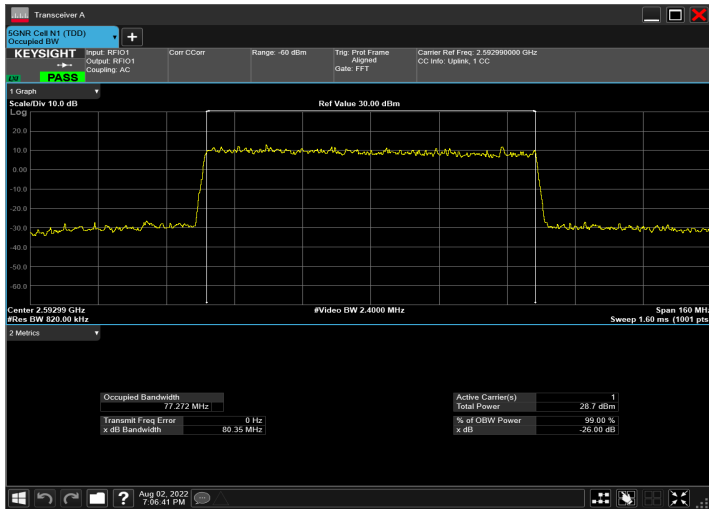 Transceiver A
5GNR Cell N1 (TDD)
Occupied BW
KEYSIGHT
LXI
PASS
Input: RFIO1
Output: RFIO1
Coupling: AC
Corr CCorr
Range: -60 dBm
Trig: Prot Frame
Aligned
Gate: FFT
Carrier Ref Freq: 2.592990000 GHz
CC Info: Uplink, 1 CC
1 Graph
Scale/Div 10.0 dB
Ref Value 30.00 dBm
Log
20.0
10.0
0.00
-10.0
-20.0
-30.0
-40.0
-50.0
-60.0
Center 2.59299 GHz
#Video BW 2.4000 MHz
Span 160 MHz
#Res BW 820.00 kHz
Sweep 1.60 ms (1001 pts
2 Metrics
Occupied Bandwidth
77.272 MHz
Transmit Freq Error 0 Hz
x dB Bandwidth 80.35 MHz
Active Carrier(s) 1
Total Power 28.7 dBm
% of OBW Power 99.00 %
x dB -26.00 dB
?
Aug 02, 2022
7:06:41 PM